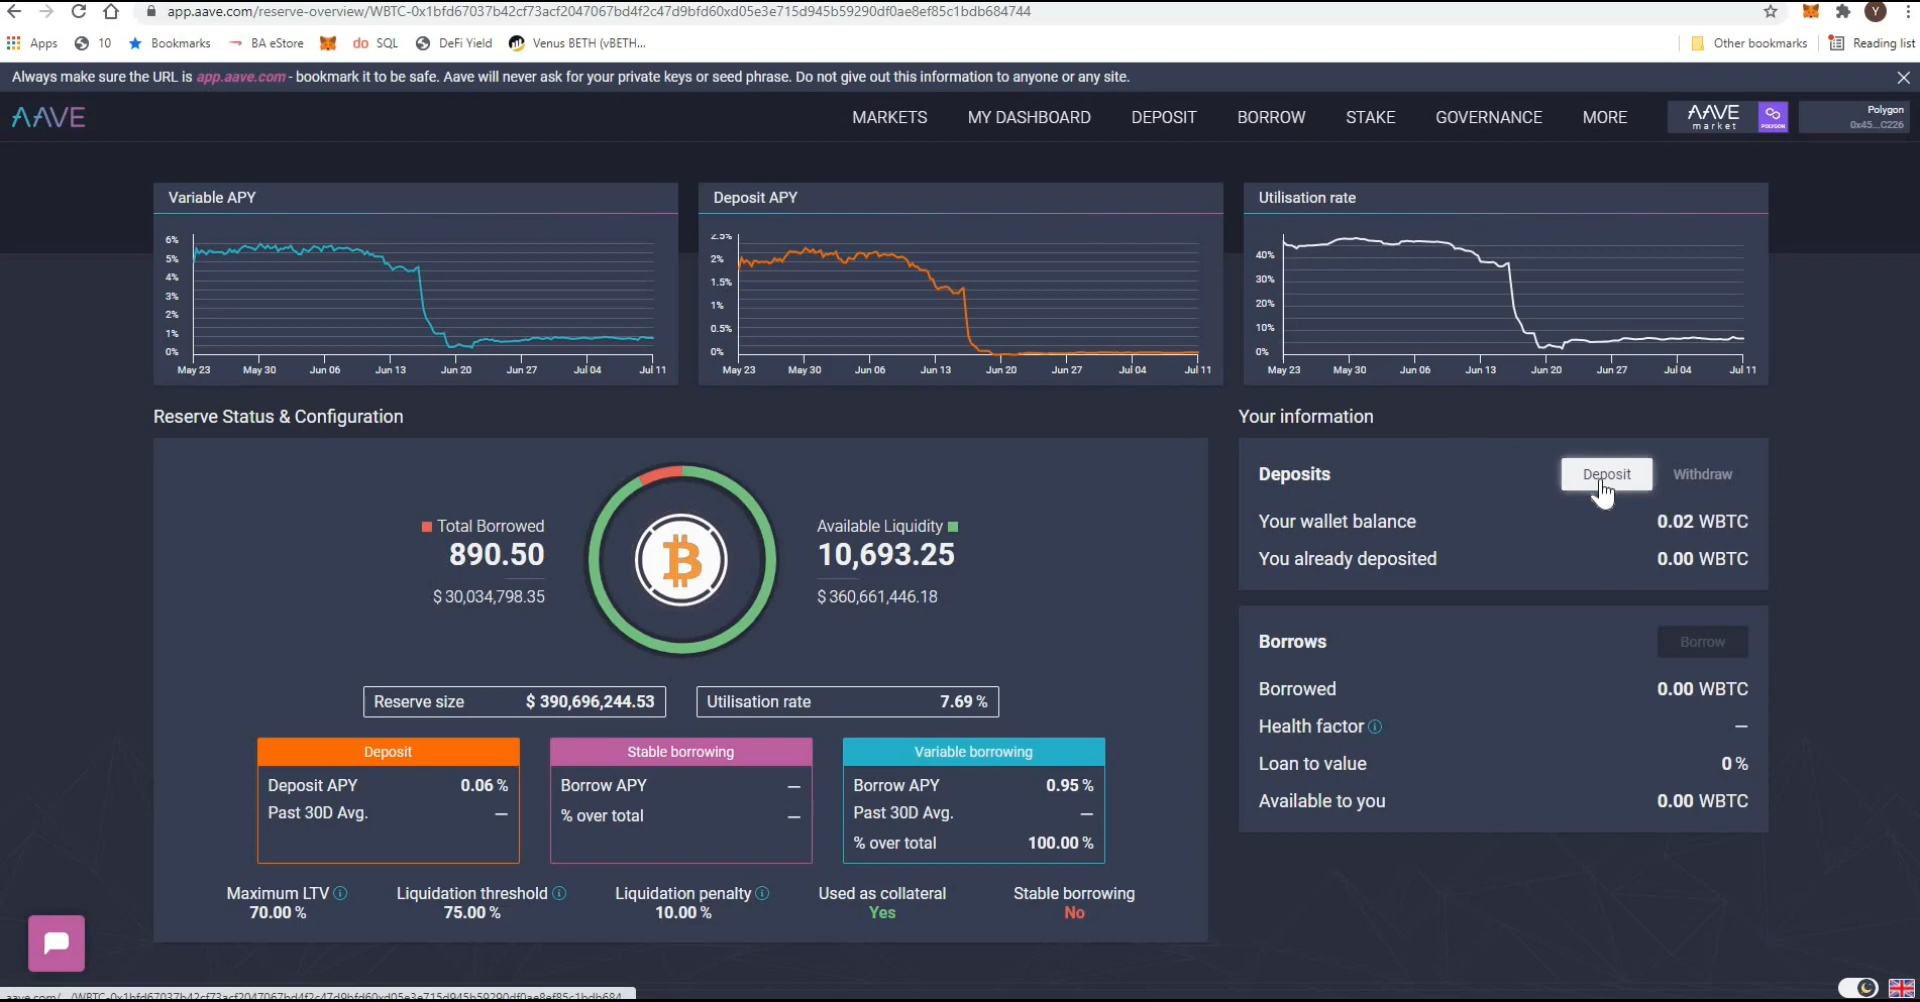 app.aave.com/reserve-overview/WBTC-0x1bfd67037b42cf73acf2047067bd4f2c47d9bfd60xd05e3e715d945b59290df0ae8ef85c1bdb684744
Y
Apps 10 Bookmarks BA eStore do SQL DeFi Yield Venus BETH (vBETH... Other bookmarks Reading list
Always make sure the URL is app.aave.com - bookmark it to be safe. Aave will never ask for your private keys or seed phrase. Do not give out this information to anyone or any site.
AAVE MARKETS MY DASHBOARD DEPOSIT BORROW STAKE GOVERNANCE MORE AAVE market POLYGON Polygon 0x45...C226
Variable APY
6%
5%
4%
3%
2%
1%
0%
May 23 May 30 Jun 06 Jun 13 Jun 20 Jun 27 Jul 04 Jul 11
Deposit APY
2.5%
2%
1.5%
1%
0.5%
0%
May 23 May 30 Jun 06 Jun 13 Jun 20 Jun 27 Jul 04 Jul 11
Utilisation rate
40%
30%
20%
10%
0%
May 23 May 30 Jun 06 Jun 13 Jun 20 Jun 27 Jul 04 Jul 11
Reserve Status & Configuration
Total Borrowed
890.50
$ 30,034,798.35
Available Liquidity
10,693.25
$ 360,661,446.18
Reserve size $ 390,696,244.53
Utilisation rate 7.69 %
Deposit
Deposit APY 0.06 %
Past 30D Avg. —
Stable borrowing
Borrow APY —
% over total —
Variable borrowing
Borrow APY 0.95 %
Past 30D Avg. —
% over total 100.00 %
Maximum LTV
70.00 %
Liquidation threshold
75.00 %
Liquidation penalty
10.00 %
Used as collateral
Yes
Stable borrowing
No
Your information
Deposits Deposit Withdraw
Your wallet balance 0.02 WBTC
You already deposited 0.00 WBTC
Borrows Borrow
Borrowed 0.00 WBTC
Health factor —
Loan to value 0 %
Available to you 0.00 WBTC